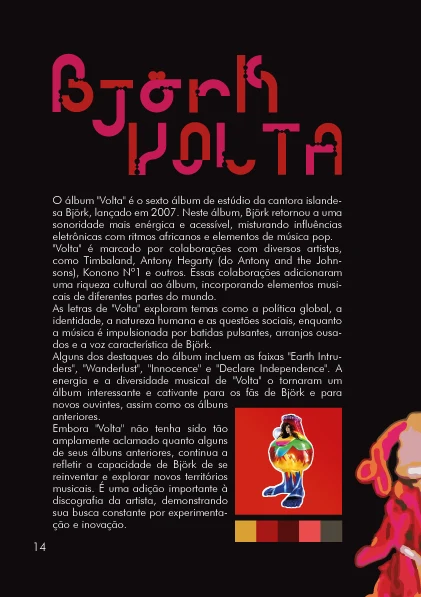 BJÖRK
VOLTA
O álbum "Volta" é o sexto álbum de estúdio da cantora islande-
sa Björk, lançado em 2007. Neste álbum, Björk retornou a uma
sonoridade mais enérgica e acessível, misturando influências
eletrônicas com ritmos africanos e elementos de música pop.
"Volta" é marcado por colaborações com diversos artistas,
como Timbaland, Antony Hegarty (do Antony and the John-
sons), Konono Nº1 e outros. Essas colaborações adicionaram
uma riqueza cultural ao álbum, incorporando elementos musi-
cais de diferentes partes do mundo.
As letras de "Volta" exploram temas como a política global, a
identidade, a natureza humana e as questões sociais, enquanto
a música é impulsionada por batidas pulsantes, arranjos ousa-
dos e a voz característica de Björk.
Alguns dos destaques do álbum incluem as faixas "Earth Intru-
ders", "Wanderlust", "Innocence" e "Declare Independence". A
energia e a diversidade musical de "Volta" o tornaram um
álbum interessante e cativante para os fãs de Björk e para
novos ouvintes, assim como os álbuns
anteriores.
Embora "Volta" não tenha sido tão
amplamente aclamado quanto alguns
de seus álbuns anteriores, continua a
refletir a capacidade de Björk de se
reinventar e explorar novos territórios
musicais. É uma adição importante à
discografia da artista, demonstrando
sua busca constante por experimenta-
ção e inovação.
14